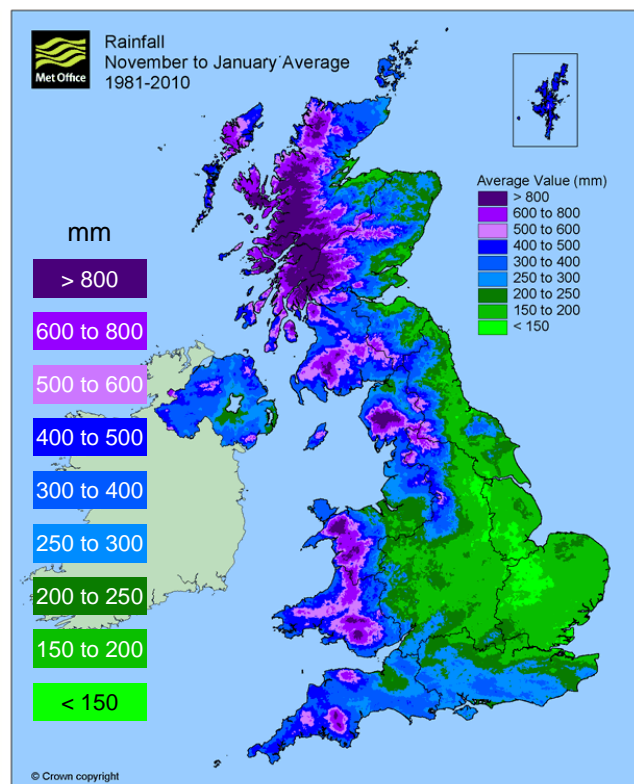 Met Office
Rainfall
November to January Average
1981-2010
Average Value (mm)
> 800
600 to 800
500 to 600
400 to 500
300 to 400
250 to 300
200 to 250
150 to 200
< 150
mm
> 800
600 to 800
500 to 600
400 to 500
300 to 400
250 to 300
200 to 250
150 to 200
< 150
© Crown copyright